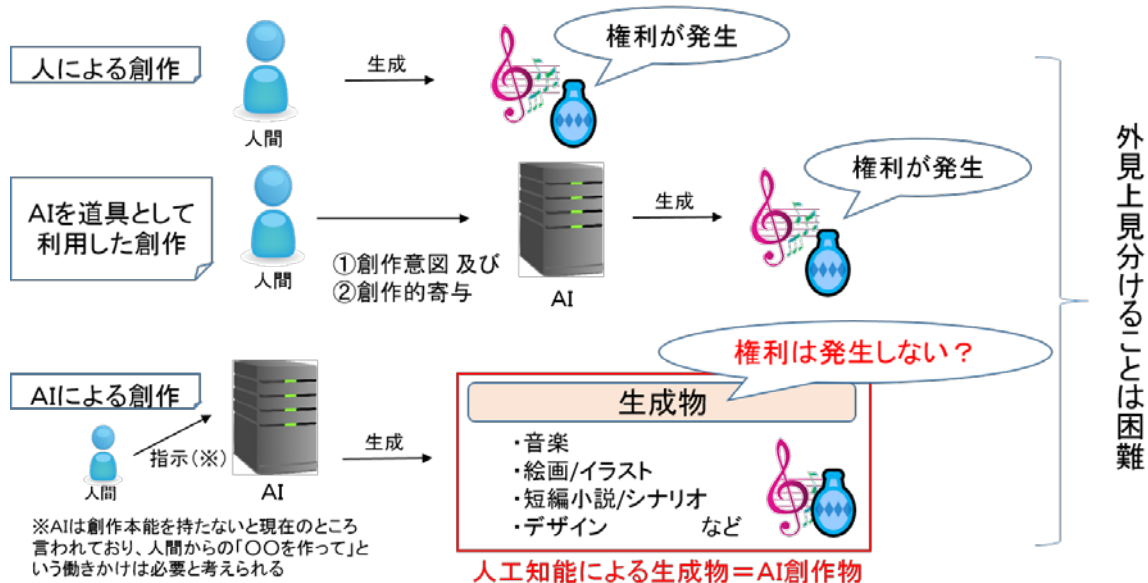 人による創作
人間
生成
権利が発生
AIを道具として
利用した創作
人間
①創作意図 及び
②創作的寄与
AI
生成
権利が発生
AIによる創作
人間
指示(※)
AI
生成
権利は発生しない？
生成物
・音楽
・絵画/イラスト
・短編小説/シナリオ
・デザイン など
※AIは創作本能を持たないと現在のところ
言われており、人間からの「〇〇を作って」と
いう働きかけは必要と考えられる
人工知能による生成物＝AI創作物
外見上見分けることは困難